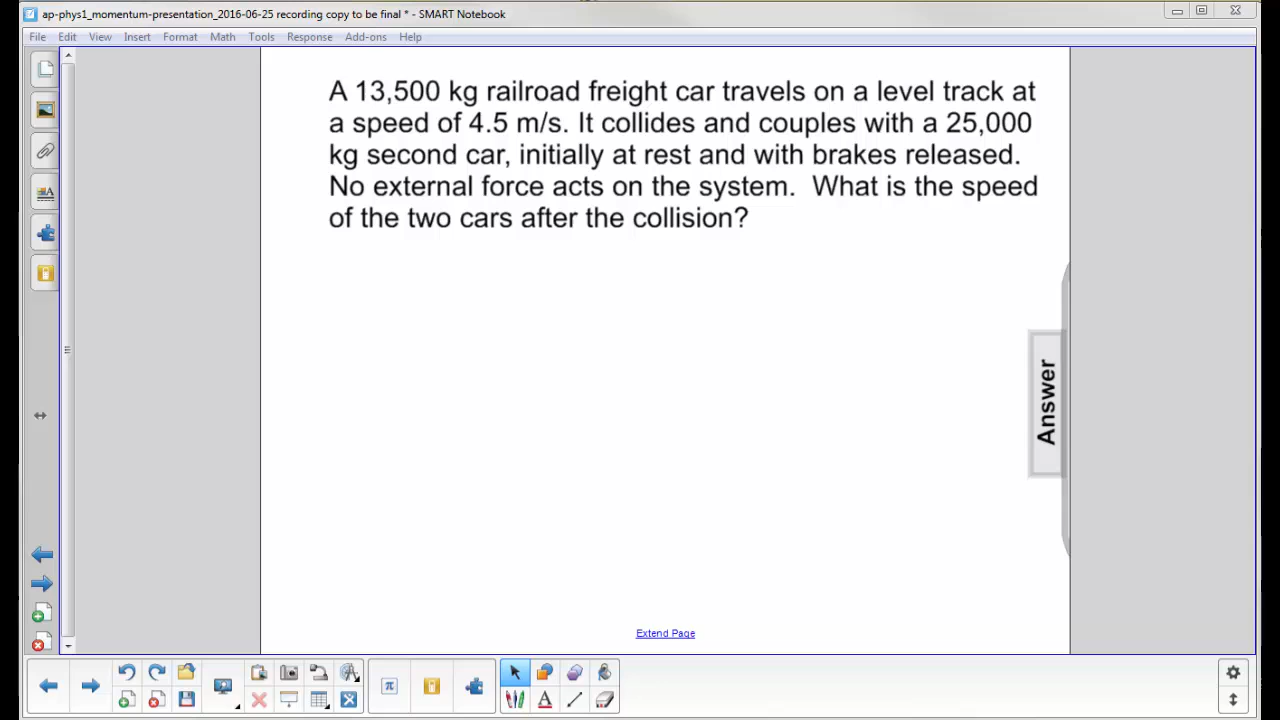 ap-phys1_momentum-presentation_2016-06-25 recording copy to be final * - SMART Notebook
File Edit View Insert Format Math Tools Response Add-ons Help
A 13,500 kg railroad freight car travels on a level track at
a speed of 4.5 m/s. It collides and couples with a 25,000
kg second car, initially at rest and with brakes released.
No external force acts on the system.  What is the speed
of the two cars after the collision?
Answer
Extend Page